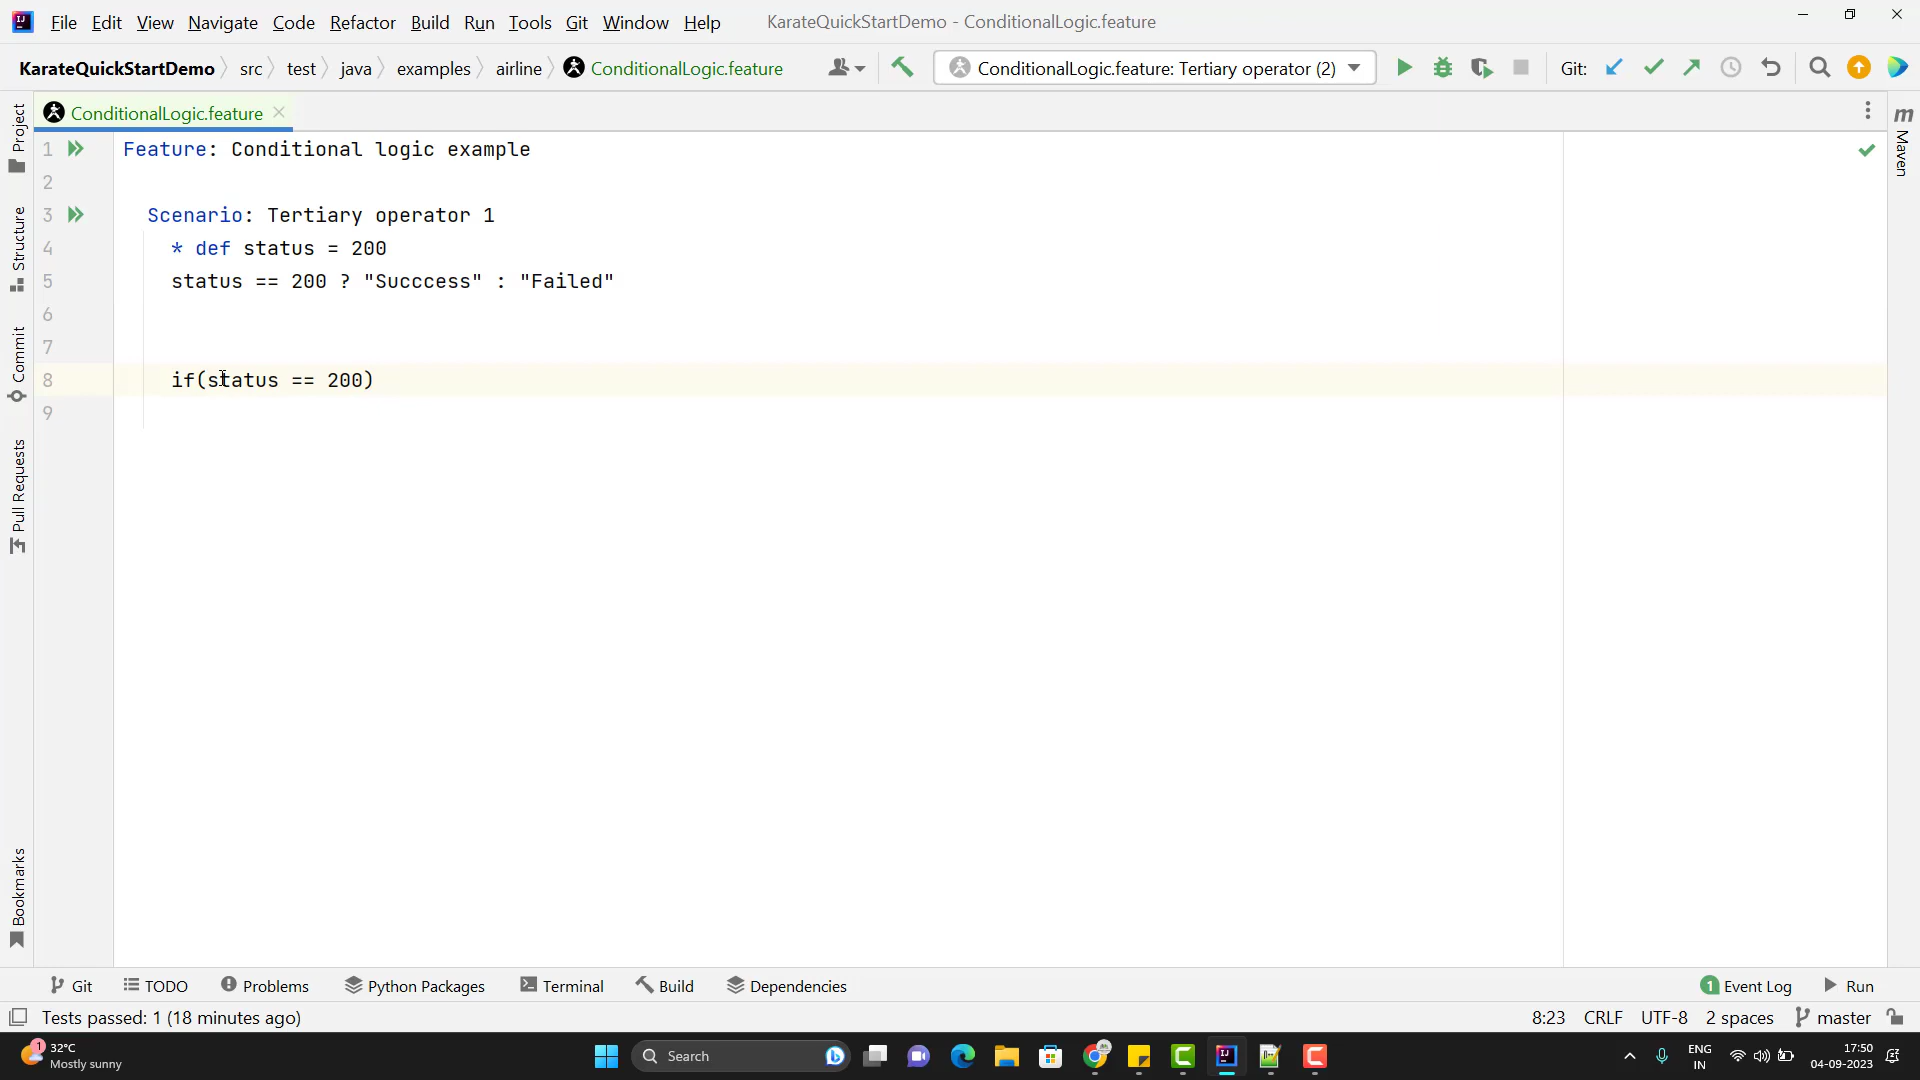 File Edit View Navigate Code Refactor Build Run Tools Git Window Help KarateQuickStartDemo - ConditionalLogic.feature
KarateQuickStartDemo src test java examples airline ConditionalLogic.feature ConditionalLogic.feature: Tertiary operator (2) Git:
ConditionalLogic.feature
1 Feature: Conditional logic example
2
3 Scenario: Tertiary operator 1
4 * def status = 200
5 status == 200 ? "Succcess" : "Failed"
6
7
8 if(status == 200)
9
Project
Structure
Commit
Pull Requests
Bookmarks
m Maven
Git TODO Problems Python Packages Terminal Build Dependencies 1 Event Log Run
Tests passed: 1 (18 minutes ago) 8:23 CRLF UTF-8 2 spaces master
1 32°C
Mostly sunny
Search
ENG
IN
17:50
04-09-2023